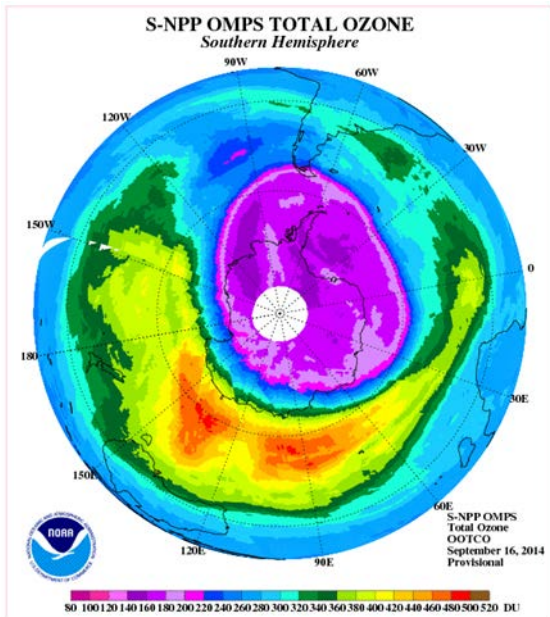 S-NPP OMPS TOTAL OZONE
Southern Hemisphere
90W
60W
120W
30W
150W
0
180
30E
150E
60E
120E
90E
NOAA
S-NPP OMPS
Total Ozone
OOTCO
September 16, 2014
Provisional
80 100 120 140 160 180 200 220 240 260 280 300 320 340 360 380 400 420 440 460 480 500 520 DU